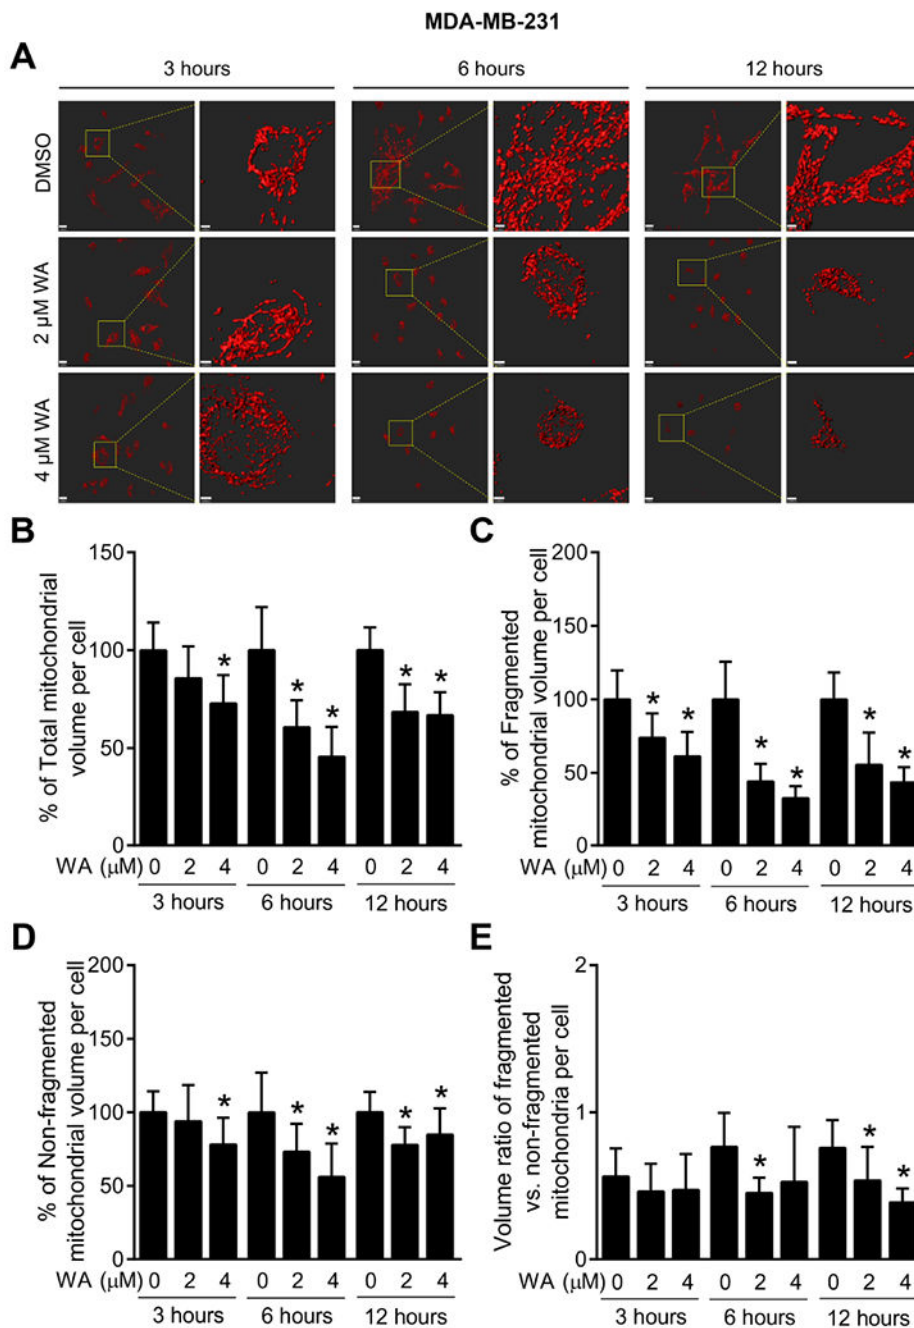 MDA-MB-231
A
3 hours 6 hours 12 hours
DMSO
2 μM WA
4 μM WA
B
% of Total mitochondrial
volume per cell
150
100
50
0
* * * * *
WA (μM) 0 2 4 0 2 4 0 2 4
3 hours 6 hours 12 hours
C
% of Fragmented
mitochondrial volume per cell
200
150
100
50
0
* * * * * *
WA (μM) 0 2 4 0 2 4 0 2 4
3 hours 6 hours 12 hours
D
% of Non-fragmented
mitochondrial volume per cell
200
150
100
50
0
* * * * *
WA (μM) 0 2 4 0 2 4 0 2 4
3 hours 6 hours 12 hours
E
Volume ratio of fragmented
vs. non-fragmented
mitochondria per cell
2
1
0
* * *
WA (μM) 0 2 4 0 2 4 0 2 4
3 hours 6 hours 12 hours